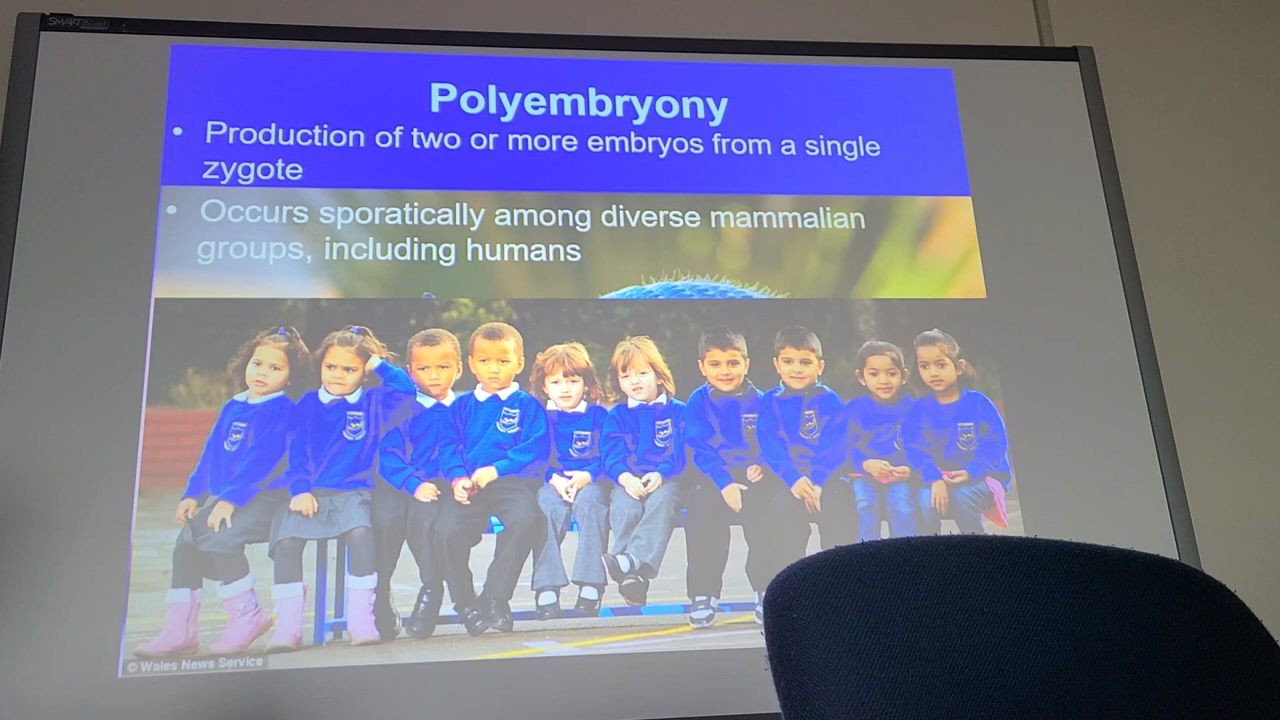 SMART Board
Polyembryony
• Production of two or more embryos from a single
zygote
• Occurs sporatically among diverse mammalian
groups, including humans
© Wales News Service